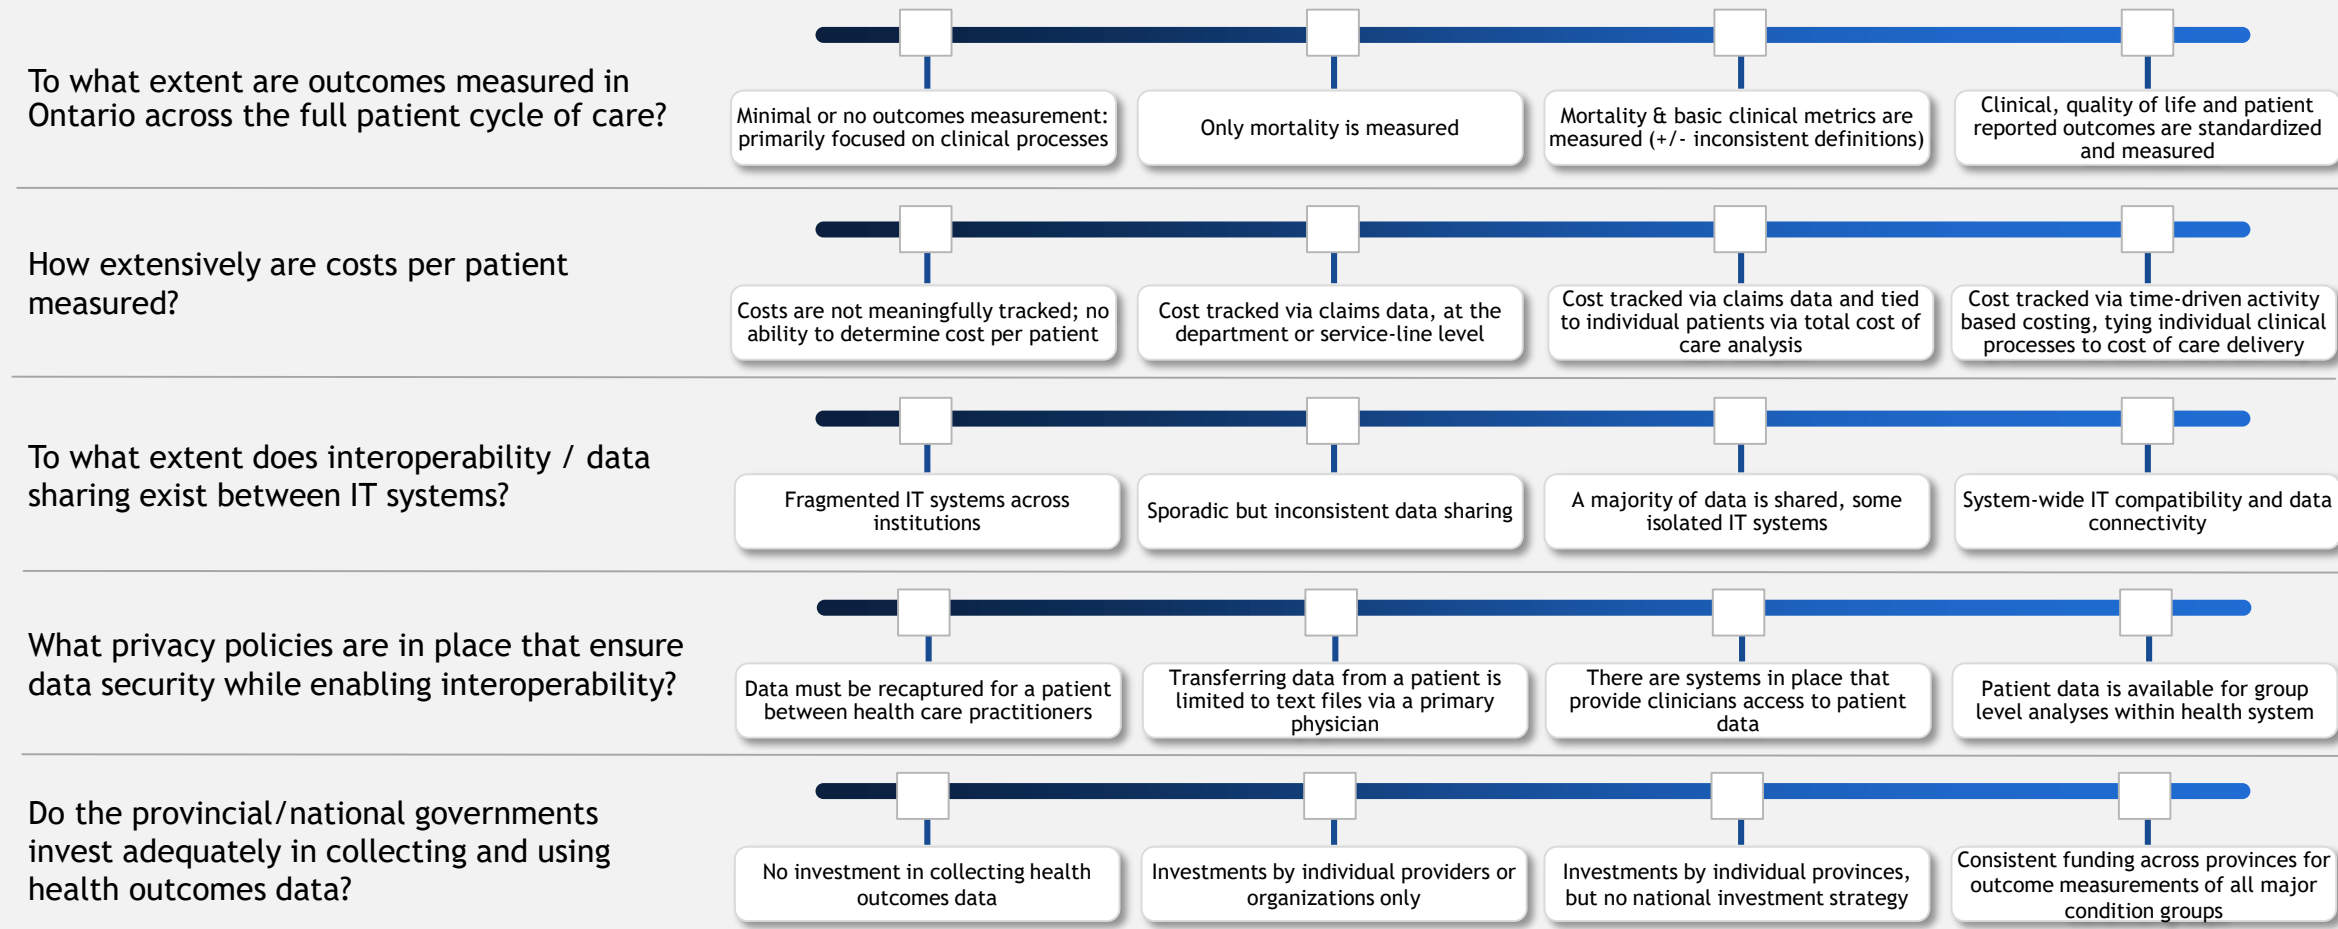 To what extent are outcomes measured in
Ontario across the full patient cycle of care?
Minimal or no outcomes measurement:
primarily focused on clinical processes
Only mortality is measured
Mortality & basic clinical metrics are
measured (+/- inconsistent definitions)
Clinical, quality of life and patient
reported outcomes are standardized
and measured
How extensively are costs per patient
measured?
Costs are not meaningfully tracked; no
ability to determine cost per patient
Cost tracked via claims data, at the
department or service-line level
Cost tracked via claims data and tied
to individual patients via total cost of
care analysis
Cost tracked via time-driven activity
based costing, tying individual clinical
processes to cost of care delivery
To what extent does interoperability / data
sharing exist between IT systems?
Fragmented IT systems across
institutions
Sporadic but inconsistent data sharing
A majority of data is shared, some
isolated IT systems
System-wide IT compatibility and data
connectivity
What privacy policies are in place that ensure
data security while enabling interoperability?
Data must be recaptured for a patient
between health care practitioners
Transferring data from a patient is
limited to text files via a primary
physician
There are systems in place that
provide clinicians access to patient
data
Patient data is available for group
level analyses within health system
Do the provincial/national governments
invest adequately in collecting and using
health outcomes data?
No investment in collecting health
outcomes data
Investments by individual providers or
organizations only
Investments by individual provinces,
but no national investment strategy
Consistent funding across provinces for
outcome measurements of all major
condition groups